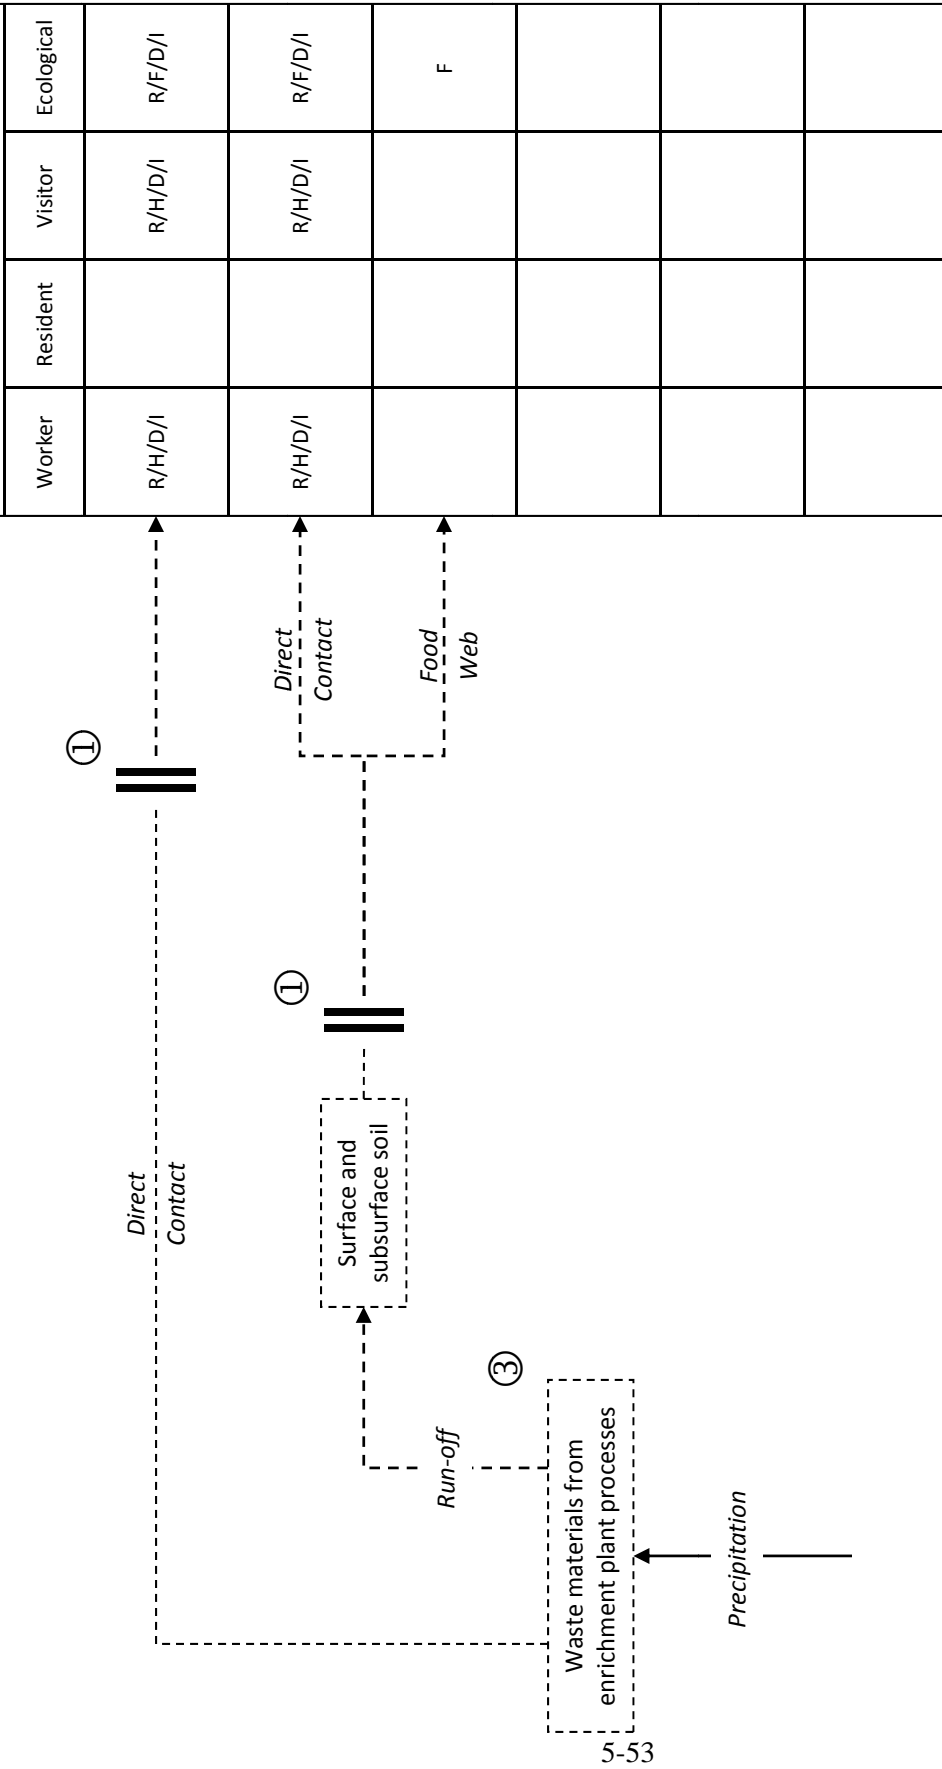 Worker
Resident
Visitor
Ecological
R/H/D/I
R/H/D/I
R/F/D/I
R/H/D/I
R/H/D/I
R/F/D/I
F
①
Direct
Contact
①
Direct
Contact
Food
Web
Surface and
subsurface soil
③
Run-off
Waste materials from
enrichment plant processes
Precipitation
5-53